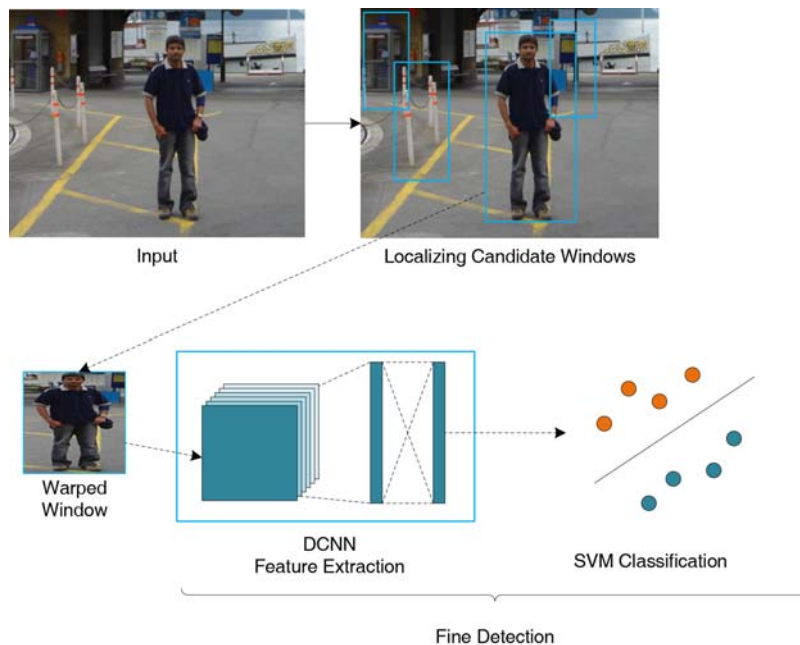 Input
Localizing Candidate Windows
Warped
Window
DCNN
Feature Extraction
SVM Classification
Fine Detection